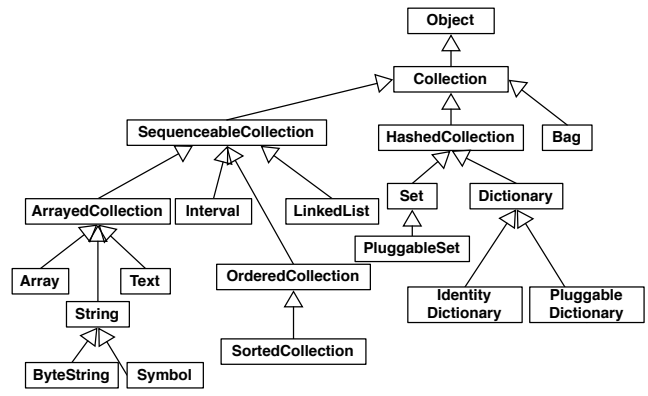 Object
Collection
SequenceableCollection
HashedCollection
Bag
ArrayedCollection
Interval
LinkedList
Set
Dictionary
PluggableSet
Array
Text
OrderedCollection
Identity
Dictionary
Pluggable
Dictionary
String
SortedCollection
ByteString
Symbol